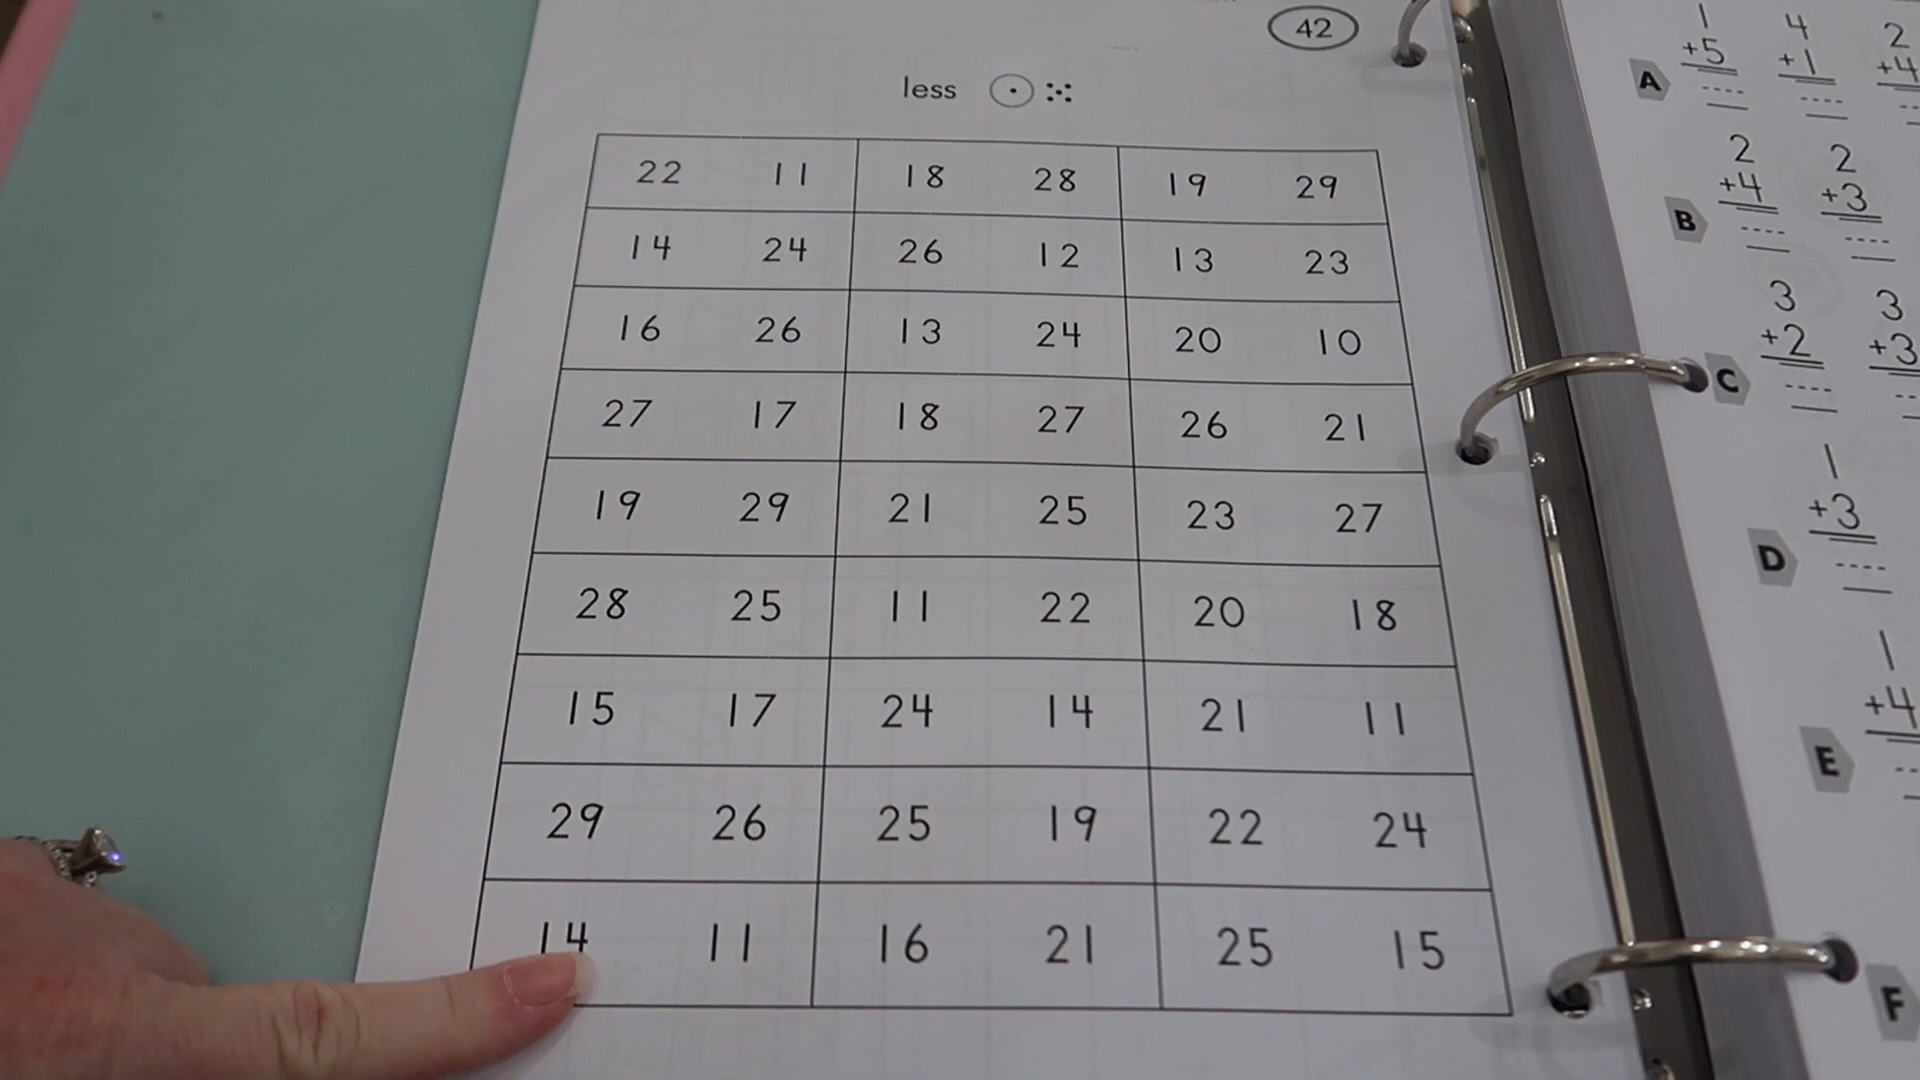 42
less
22 11 18 28 19 29
14 24 26 12 13 23
16 26 13 24 20 10
27 17 18 27 26 21
19 29 21 25 23 27
28 25 11 22 20 18
15 17 24 14 21 11
29 26 25 19 22 24
14 11 16 21 25 15
A
1 4 2
+5 +1 +4
B
2 2
+4 +3
C
3 3
+2 +3
D
1
+3
E
1
+4
F